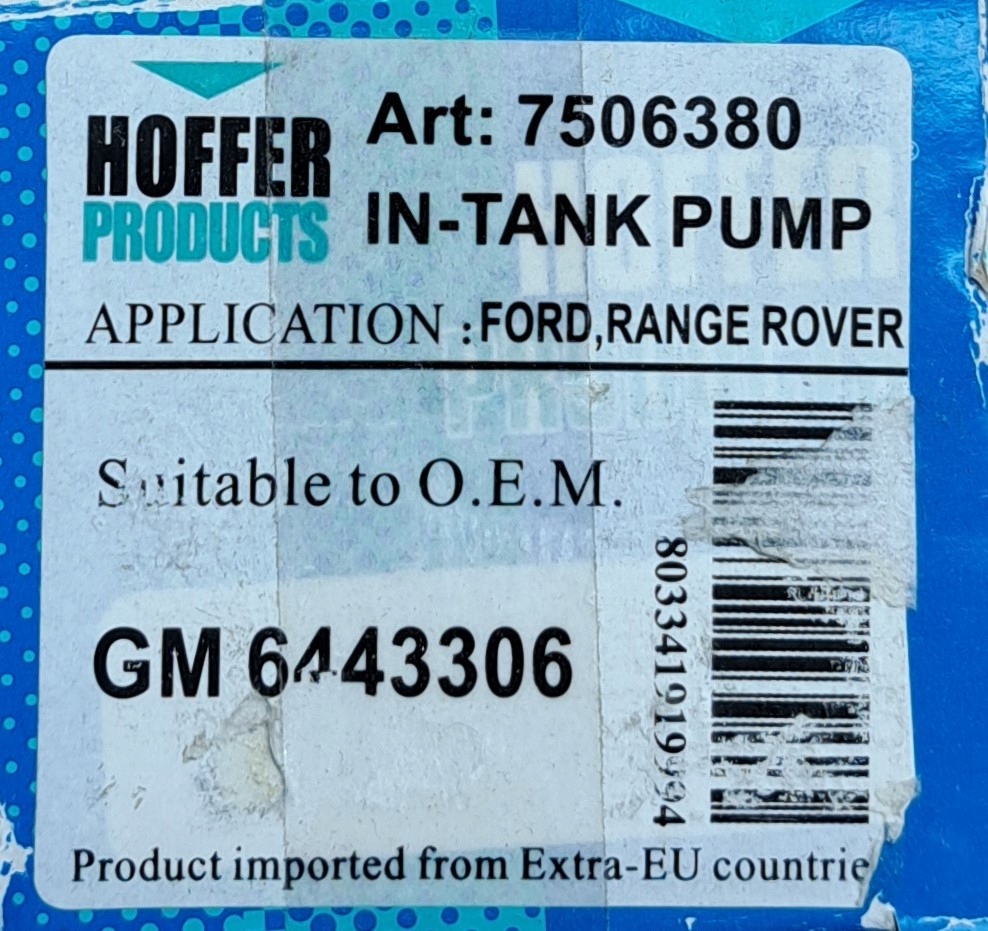 HOFFER
PRODUCTS
Art: 7506380
IN-TANK PUMP
APPLICATION :FORD,RANGE ROVER
Suitable to O.E.M.
GM 6443306
Product imported from Extra-EU countrie